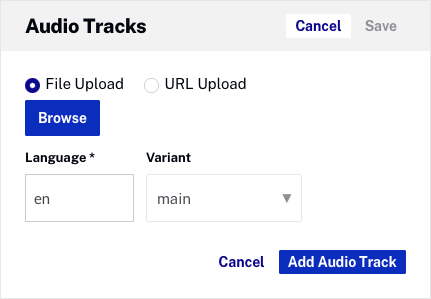 Audio Tracks Cancel Save
File Upload URL Upload
Browse
Language * Variant
en main
Cancel Add Audio Track